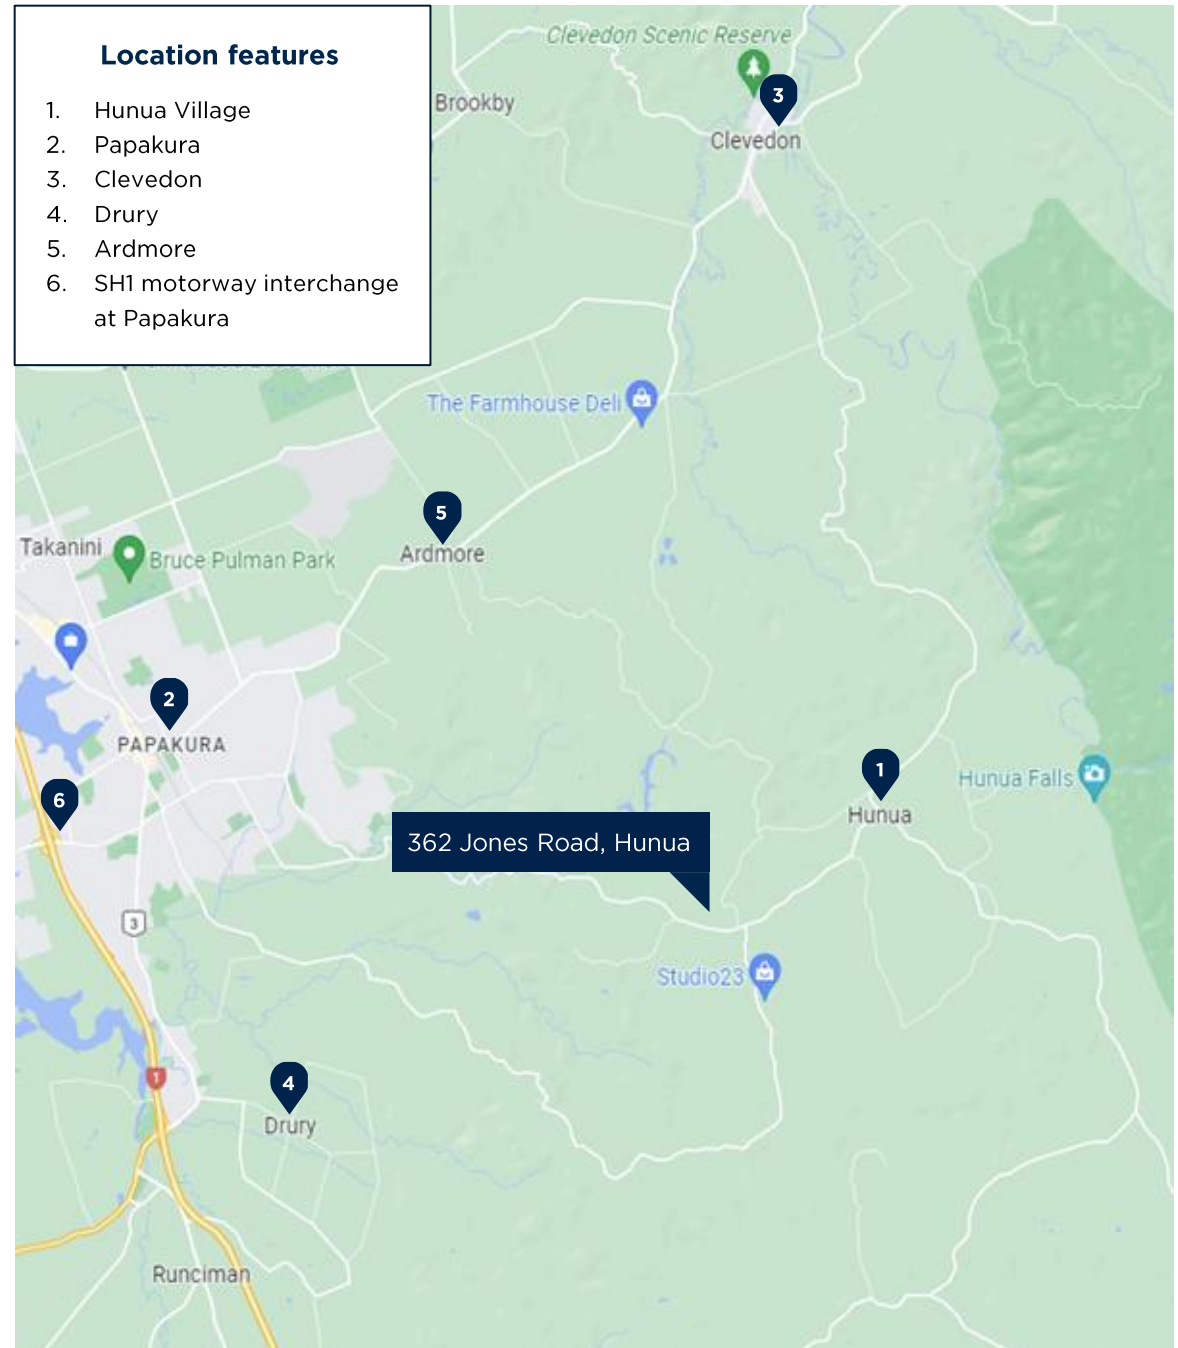 Location features
1. Hunua Village
2. Papakura
3. Clevedon
4. Drury
5. Ardmore
6. SH1 motorway interchange
at Papakura
Clevedon Scenic Reserve
Brookby
3
Clevedon
The Farmhouse Deli
5
Ardmore
Takanini
Bruce Pulman Park
2
PAPAKURA
1
Hunua
Hunua Falls
6
362 Jones Road, Hunua
3
Studio23
1
4
Drury
Runciman